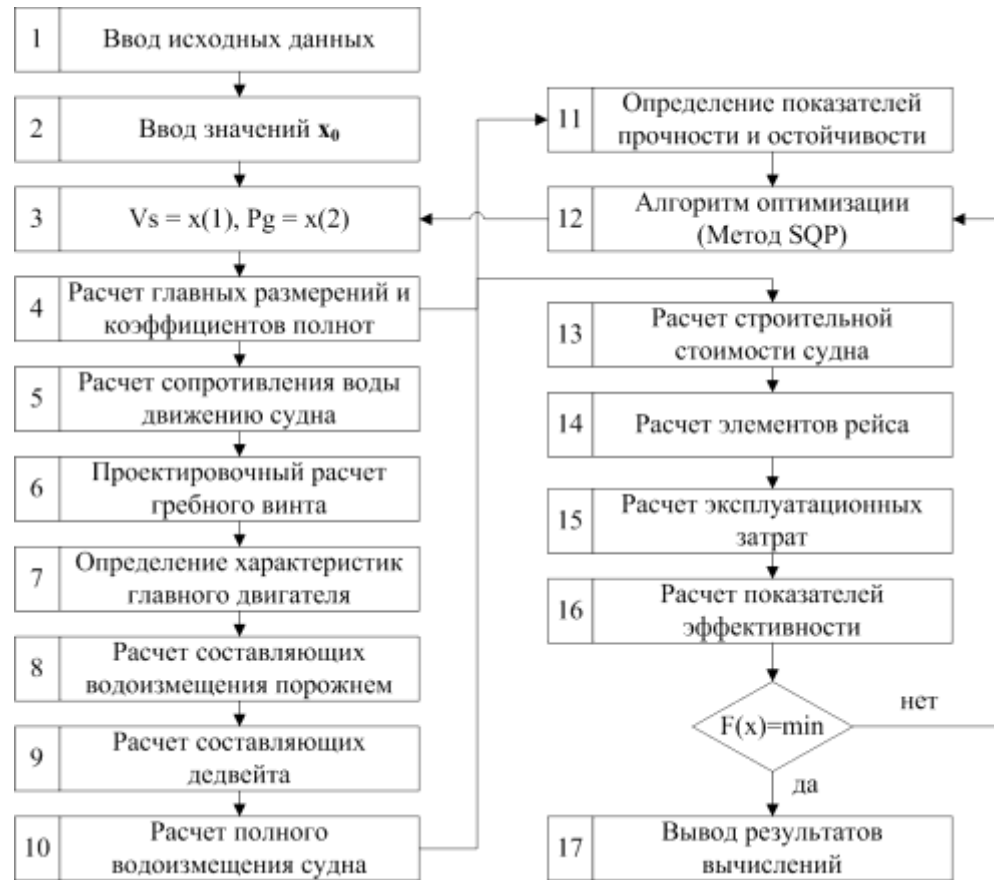 1
Ввод исходных данных
2
Ввод значений x₀
3
Vs = x(1), Pg = x(2)
4
Расчет главных размерений и
коэффициентов полнот
5
Расчет сопротивления воды
движению судна
6
Проектировочный расчет
гребного винта
7
Определение характеристик
главного двигателя
8
Расчет составляющих
водоизмещения порожнем
9
Расчет составляющих
дедвейта
10
Расчет полного
водоизмещения судна
11
Определение показателей
прочности и остойчивости
12
Алгоритм оптимизации
(Метод SQP)
13
Расчет строительной
стоимости судна
14
Расчет элементов рейса
15
Расчет эксплуатационных
затрат
16
Расчет показателей
эффективности
F(x)=min
нет
да
17
Вывод результатов
вычислений